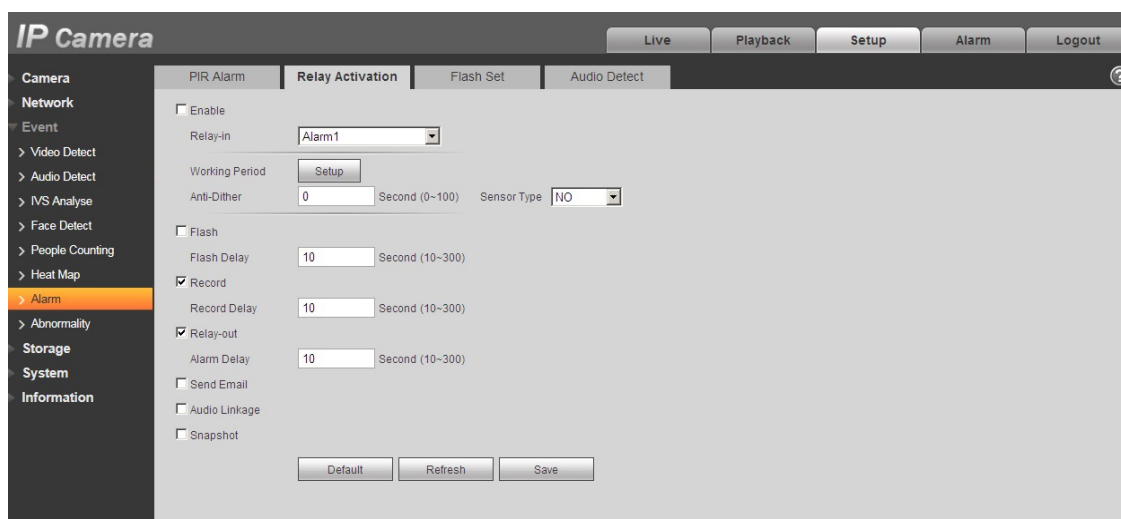 IP Camera
Live
Playback
Setup
Alarm
Logout
Camera
Network
Event
> Video Detect
> Audio Detect
> IVS Analyse
> Face Detect
> People Counting
> Heat Map
> Alarm
> Abnormality
Storage
System
Information
PIR Alarm
Relay Activation
Flash Set
Audio Detect
?
Enable
Relay-in Alarm1
Working Period Setup
Anti-Dither 0 Second (0~100) Sensor Type NO
Flash
Flash Delay 10 Second (10~300)
Record
Record Delay 10 Second (10~300)
Relay-out
Alarm Delay 10 Second (10~300)
Send Email
Audio Linkage
Snapshot
Default Refresh Save